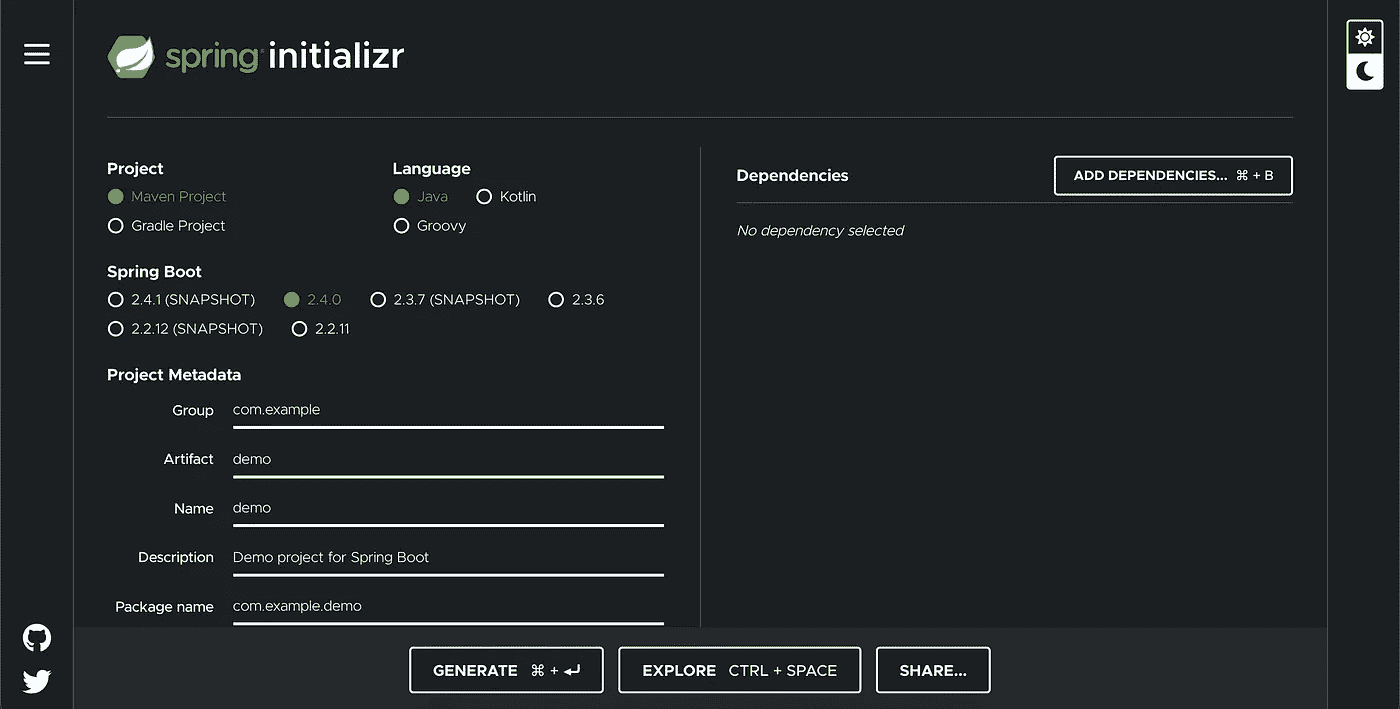 spring initializr
Project
Maven Project
Gradle Project
Language
Java Kotlin
Groovy
Spring Boot
2.4.1 (SNAPSHOT) 2.4.0 2.3.7 (SNAPSHOT) 2.3.6
2.2.12 (SNAPSHOT) 2.2.11
Project Metadata
Group com.example
Artifact demo
Name demo
Description Demo project for Spring Boot
Package name com.example.demo
Dependencies ADD DEPENDENCIES... ⌘ + B
No dependency selected
GENERATE ⌘ + ↵ EXPLORE CTRL + SPACE SHARE...